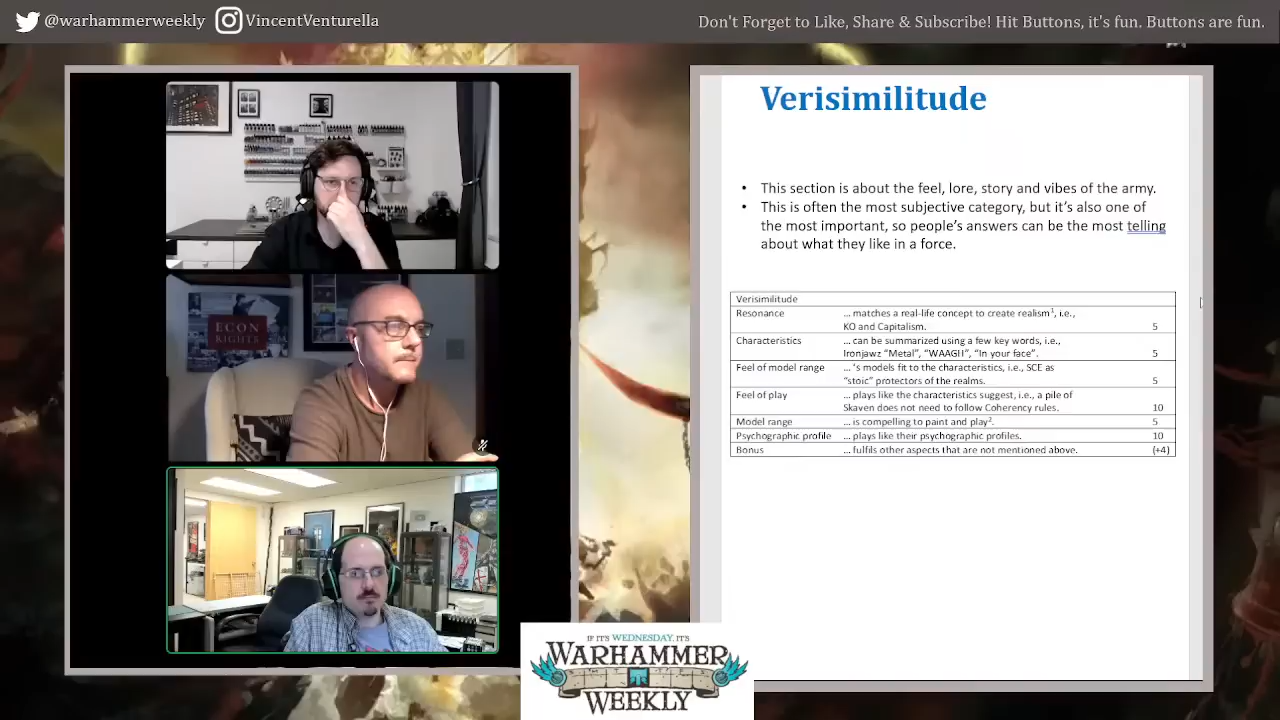 @warhammerweekly VincentVenturella
Don't Forget to Like, Share & Subscribe! Hit Buttons, it's fun. Buttons are fun.
Verisimilitude
• This section is about the feel, lore, story and vibes of the army.
• This is often the most subjective category, but it's also one of
the most important, so people's answers can be the most telling
about what they like in a force.
Verisimilitude
Resonance … matches a real-life concept to create realism¹, i.e.,
KO and Capitalism. 5
Characteristics … can be summarized using a few key words, i.e.,
Ironjawz "Metal", "WAAGH", "In your face". 5
Feel of model range … 's models fit to the characteristics, i.e., SCE as
"stoic" protectors of the realms. 5
Feel of play … plays like the characteristics suggest, i.e., a pile of
Skaven does not need to follow Coherency rules. 10
Model range … is compelling to paint and play². 5
Psychographic profile … plays like their psychographic profiles. 10
Bonus … fulfils other aspects that are not mentioned above. (+4)
ECON
RIGHTS
IF IT'S WEDNESDAY, IT'S
WARHAMMER
WEEKLY